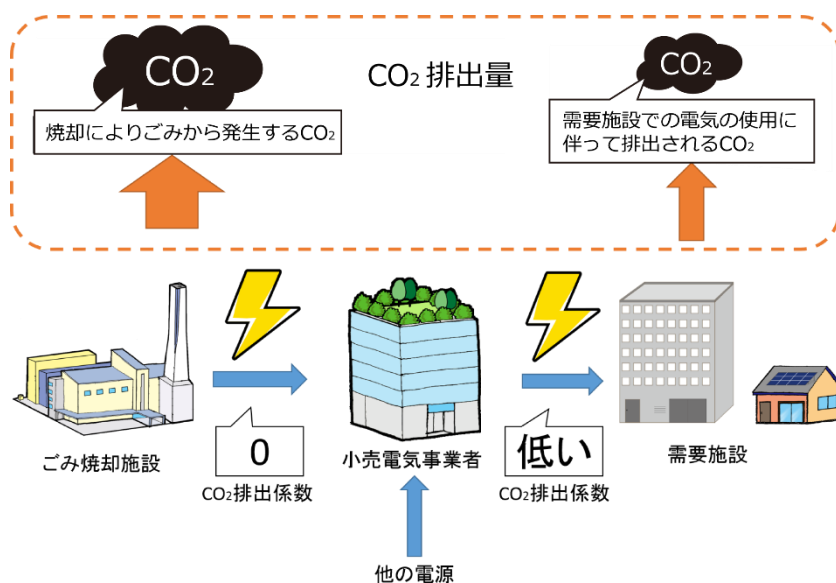 CO₂
CO₂排出量
CO₂
焼却によりごみから発生するCO₂
需要施設での電気の使用に
伴って排出されるCO₂
ごみ焼却施設
0
CO₂排出係数
小売電気事業者
低い
CO₂排出係数
需要施設
他の電源